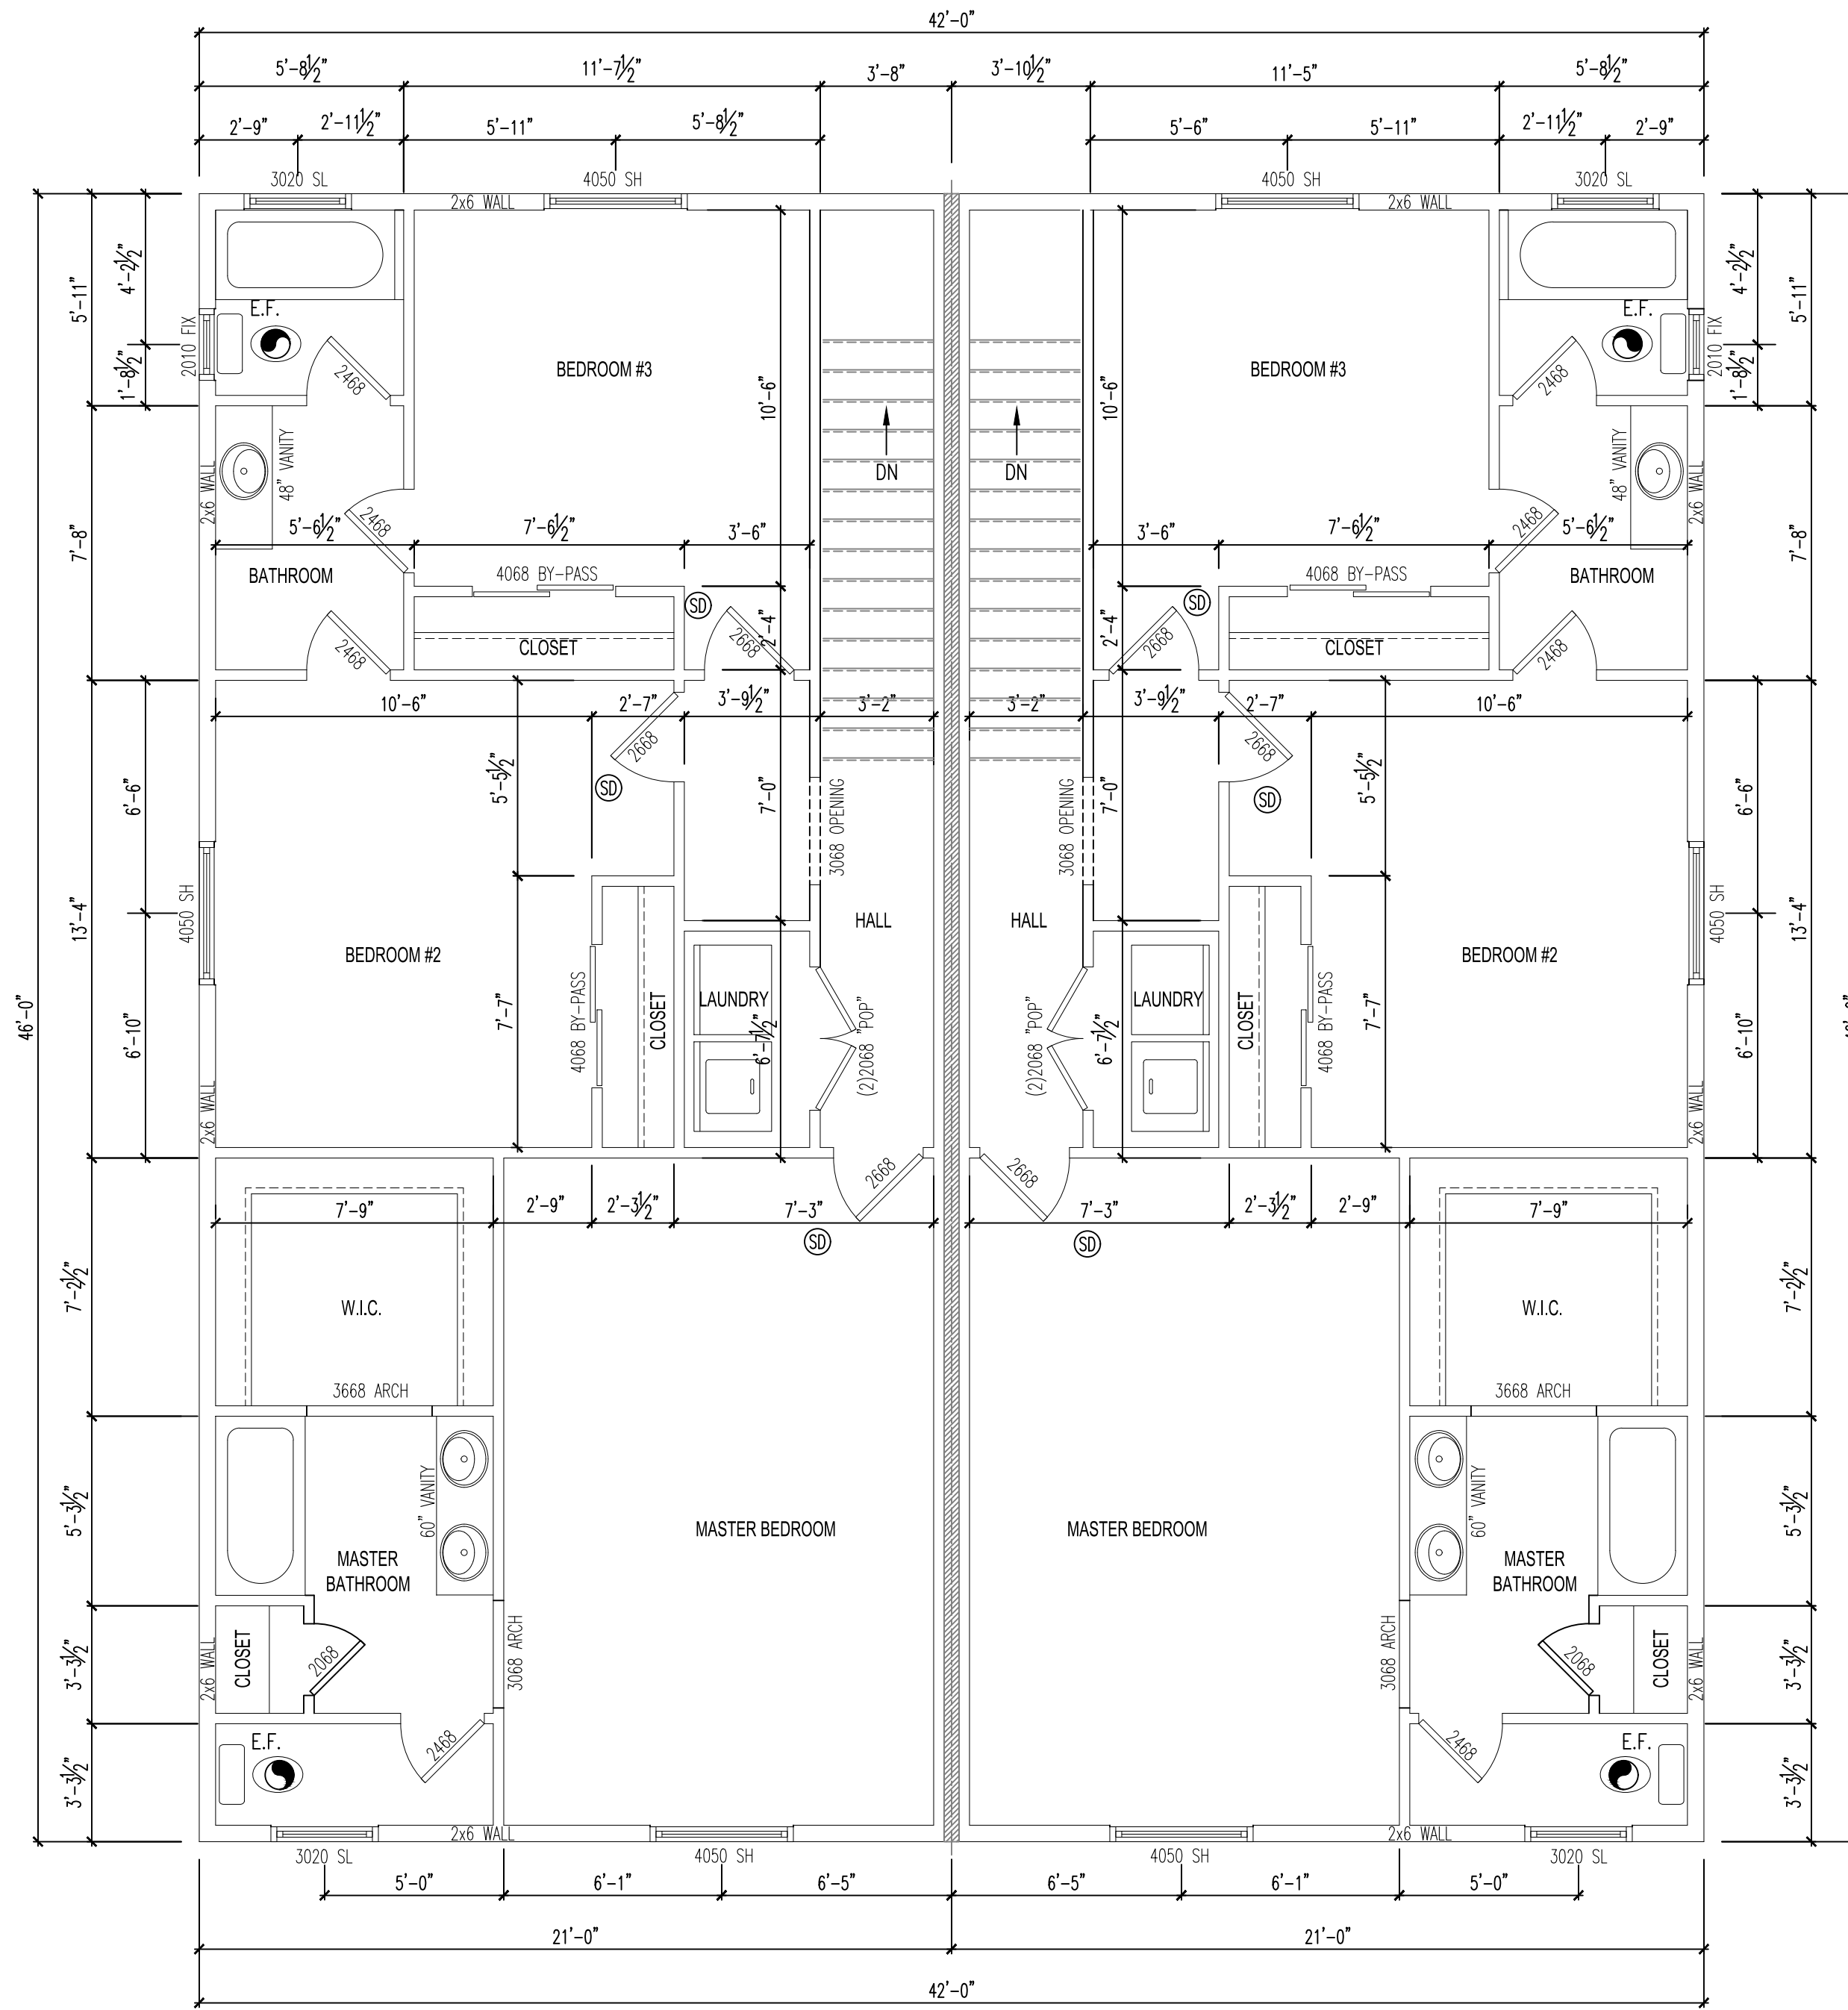 42'-0"
5'-8½" 11'-7½" 3'-8" 3'-10½" 11'-5" 5'-8½"
2'-9" 2'-11½" 5'-11" 5'-8½" 5'-6" 5'-11" 2'-11½" 2'-9"
3020 SL 4050 SH 4050 SH 3020 SL
2x6 WALL 2x6 WALL
4'-2½" 4'-2½"
5'-11" 5'-11"
E.F. E.F.
2010 FIX 2010 FIX
1'-8½" 1'-8½"
2468 BEDROOM #3 BEDROOM #3 2468
10'-6" 10'-6"
48" VANITY 48" VANITY
DN DN
2x6 WALL 2x6 WALL
2468 2468
5'-6½" 7'-6½" 3'-6" 3'-6" 7'-6½" 5'-6½"
7'-8" 7'-8"
BATHROOM 4068 BY-PASS 4068 BY-PASS BATHROOM
SD SD
2468 CLOSET 2668 2'-4" 2'-4" 2668 CLOSET 2468
10'-6" 2'-7" 3'-9½" 3'-2" 3'-2" 3'-9½" 2'-7" 10'-6"
2668 2668
5'-5½" 5'-5½"
SD SD
6'-6" 7'-0" 3068 OPENING 3068 OPENING 7'-0" 6'-6"
4050 SH 4050 SH
13'-4" HALL HALL 13'-4"
BEDROOM #2 BEDROOM #2
46'-0"
4068 BY-PASS CLOSET LAUNDRY LAUNDRY CLOSET 4068 BY-PASS
7'-7" 6'-7½" (2)2068 "POP" (2)2068 "POP" 6'-7½" 7'-7"
6'-10" 6'-10"
2x6 WALL 2x6 WALL
2668 2668
7'-9" 2'-9" 2'-3½" 7'-3" 7'-3" 2'-3½" 2'-9" 7'-9"
SD SD
7'-2½" 7'-2½"
W.I.C. W.I.C.
3668 ARCH 3668 ARCH
60" VANITY 60" VANITY
5'-3½" 5'-3½"
MASTER BEDROOM MASTER BEDROOM
MASTER MASTER
BATHROOM BATHROOM
2x6 WALL CLOSET 2068 3068 ARCH 3068 ARCH 2068 CLOSET 2x6 WALL
3'-3½" 3'-3½"
E.F. 2468 2468 E.F.
3'-3½" 3'-3½"
2x6 WALL 2x6 WALL
3020 SL 4050 SH 4050 SH 3020 SL
5'-0" 6'-1" 6'-5" 6'-5" 6'-1" 5'-0"
21'-0" 21'-0"
42'-0"